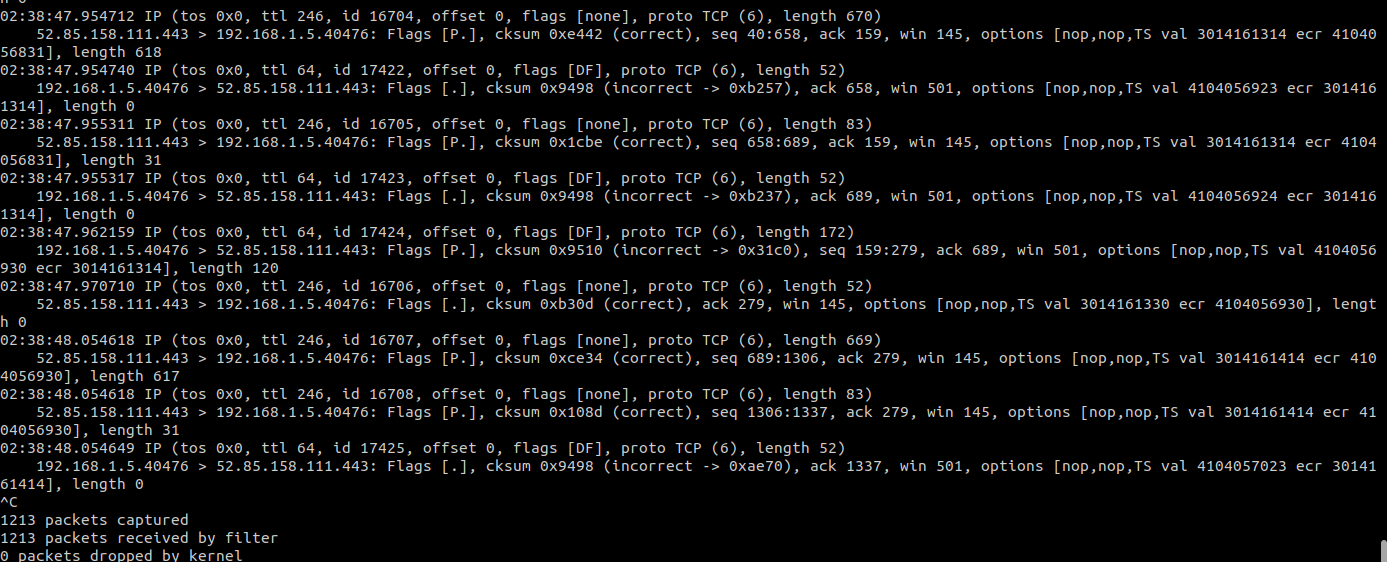 02:38:47.954712 IP (tos 0x0, ttl 246, id 16704, offset 0, flags [none], proto TCP (6), length 670)
    52.85.158.111.443 > 192.168.1.5.40476: Flags [P.], cksum 0xe442 (correct), seq 40:658, ack 159, win 145, options [nop,nop,TS val 3014161314 ecr 41040
56831], length 618
02:38:47.954740 IP (tos 0x0, ttl 64, id 17422, offset 0, flags [DF], proto TCP (6), length 52)
    192.168.1.5.40476 > 52.85.158.111.443: Flags [.], cksum 0x9498 (incorrect -> 0xb257), ack 658, win 501, options [nop,nop,TS val 4104056923 ecr 301416
1314], length 0
02:38:47.955311 IP (tos 0x0, ttl 246, id 16705, offset 0, flags [none], proto TCP (6), length 83)
    52.85.158.111.443 > 192.168.1.5.40476: Flags [P.], cksum 0x1cbe (correct), seq 658:689, ack 159, win 145, options [nop,nop,TS val 3014161314 ecr 4104
056831], length 31
02:38:47.955317 IP (tos 0x0, ttl 64, id 17423, offset 0, flags [DF], proto TCP (6), length 52)
    192.168.1.5.40476 > 52.85.158.111.443: Flags [.], cksum 0x9498 (incorrect -> 0xb237), ack 689, win 501, options [nop,nop,TS val 4104056924 ecr 301416
1314], length 0
02:38:47.962159 IP (tos 0x0, ttl 64, id 17424, offset 0, flags [DF], proto TCP (6), length 172)
    192.168.1.5.40476 > 52.85.158.111.443: Flags [P.], cksum 0x9510 (incorrect -> 0x31c0), seq 159:279, ack 689, win 501, options [nop,nop,TS val 4104056
930 ecr 3014161314], length 120
02:38:47.970710 IP (tos 0x0, ttl 246, id 16706, offset 0, flags [none], proto TCP (6), length 52)
    52.85.158.111.443 > 192.168.1.5.40476: Flags [.], cksum 0xb30d (correct), ack 279, win 145, options [nop,nop,TS val 3014161330 ecr 4104056930], lengt
h 0
02:38:48.054618 IP (tos 0x0, ttl 246, id 16707, offset 0, flags [none], proto TCP (6), length 669)
    52.85.158.111.443 > 192.168.1.5.40476: Flags [P.], cksum 0xce34 (correct), seq 689:1306, ack 279, win 145, options [nop,nop,TS val 3014161414 ecr 410
4056930], length 617
02:38:48.054618 IP (tos 0x0, ttl 246, id 16708, offset 0, flags [none], proto TCP (6), length 83)
    52.85.158.111.443 > 192.168.1.5.40476: Flags [P.], cksum 0x108d (correct), seq 1306:1337, ack 279, win 145, options [nop,nop,TS val 3014161414 ecr 41
04056930], length 31
02:38:48.054649 IP (tos 0x0, ttl 64, id 17425, offset 0, flags [DF], proto TCP (6), length 52)
    192.168.1.5.40476 > 52.85.158.111.443: Flags [.], cksum 0x9498 (incorrect -> 0xae70), ack 1337, win 501, options [nop,nop,TS val 4104057023 ecr 30141
61414], length 0
^C
1213 packets captured
1213 packets received by filter
0 packets dropped by kernel